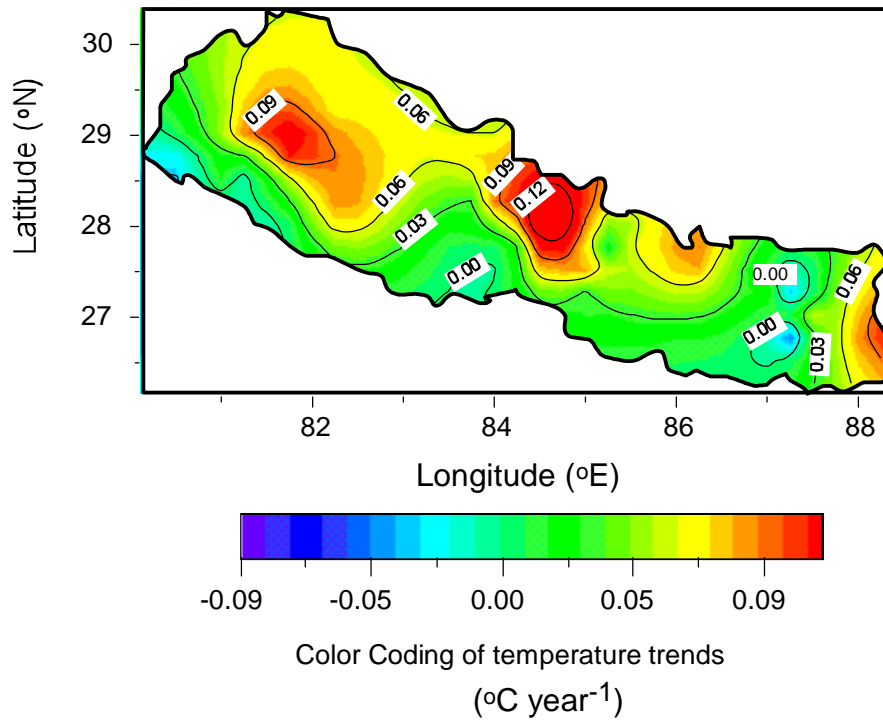 30
29
28
27
Latitude (ºN)
0.09
0.06
0.06
0.03
0.00
0.09
0.12
0.00
0.00
0.06
0.03
82 84 86 88
Longitude (ºE)
-0.09 -0.05 0.00 0.05 0.09
Color Coding of temperature trends
(ºC year⁻¹)